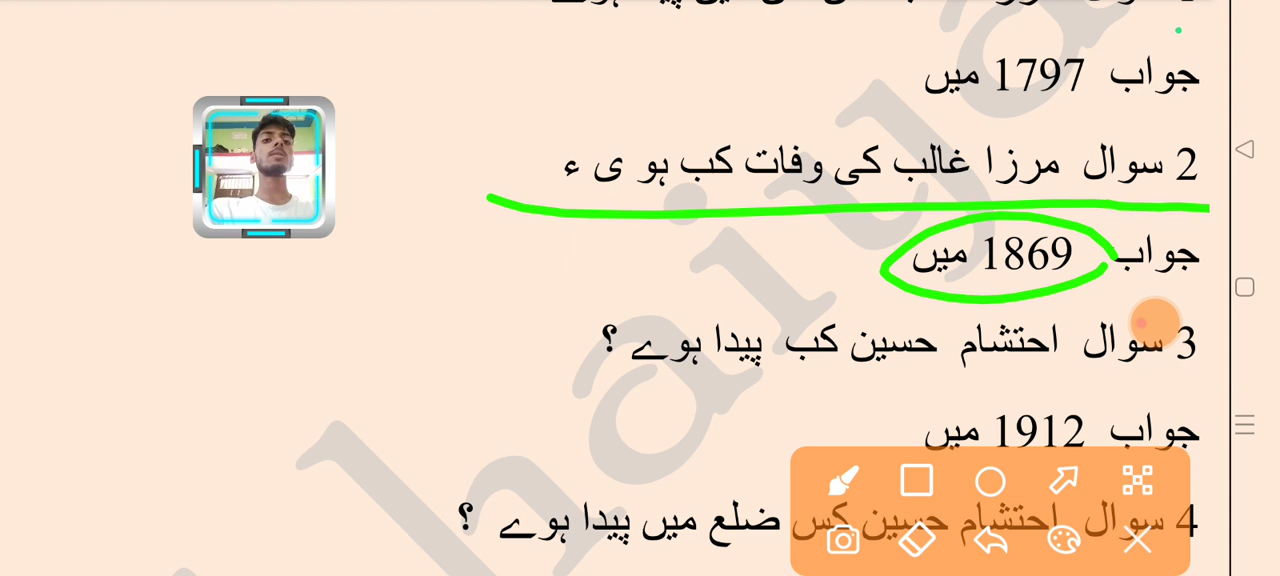 جواب 1797 میں
2 سوال مرزا غالب کی وفات کب ہو ی ء
جواب 1869 میں
3 سوال احتشام حسین کب پیدا ہوے ؟
جواب 1912 میں
4 سوال احتشام حسین کس ضلع میں پیدا ہوے ؟